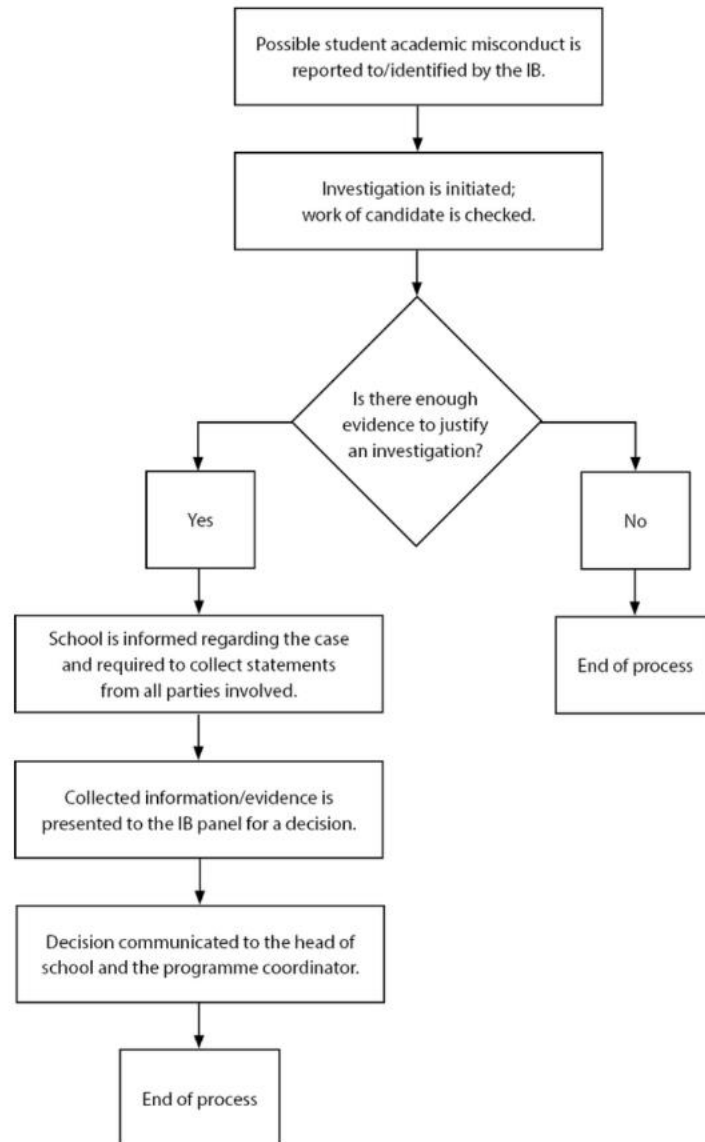 Possible student academic misconduct is
reported to/identified by the IB.
Investigation is initiated;
work of candidate is checked.
Is there enough
evidence to justify
an investigation?
Yes
No
School is informed regarding the case
and required to collect statements
from all parties involved.
End of process
Collected information/evidence is
presented to the IB panel for a decision.
Decision communicated to the head of
school and the programme coordinator.
End of process